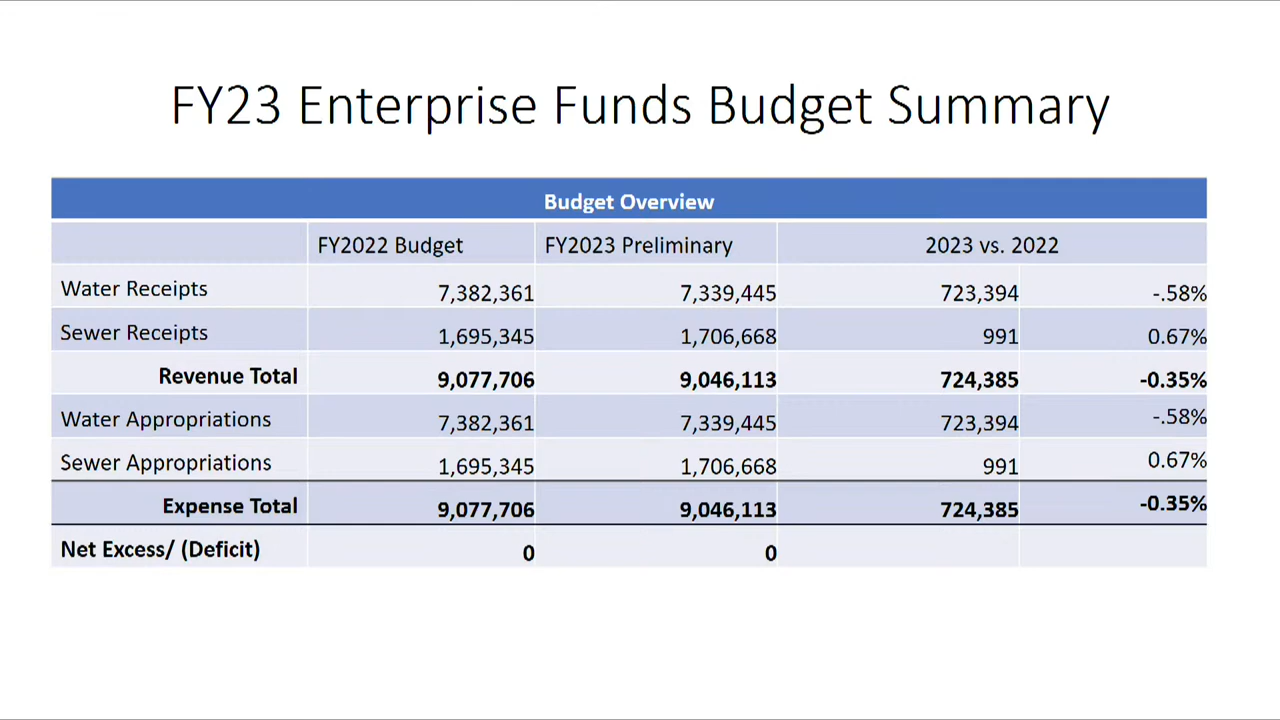 FY23 Enterprise Funds Budget Summary
Budget Overview
FY2022 Budget FY2023 Preliminary 2023 vs. 2022
Water Receipts 7,382,361 7,339,445 723,394 -.58%
Sewer Receipts 1,695,345 1,706,668 991 0.67%
Revenue Total 9,077,706 9,046,113 724,385 -0.35%
Water Appropriations 7,382,361 7,339,445 723,394 -.58%
Sewer Appropriations 1,695,345 1,706,668 991 0.67%
Expense Total 9,077,706 9,046,113 724,385 -0.35%
Net Excess/ (Deficit) 0 0